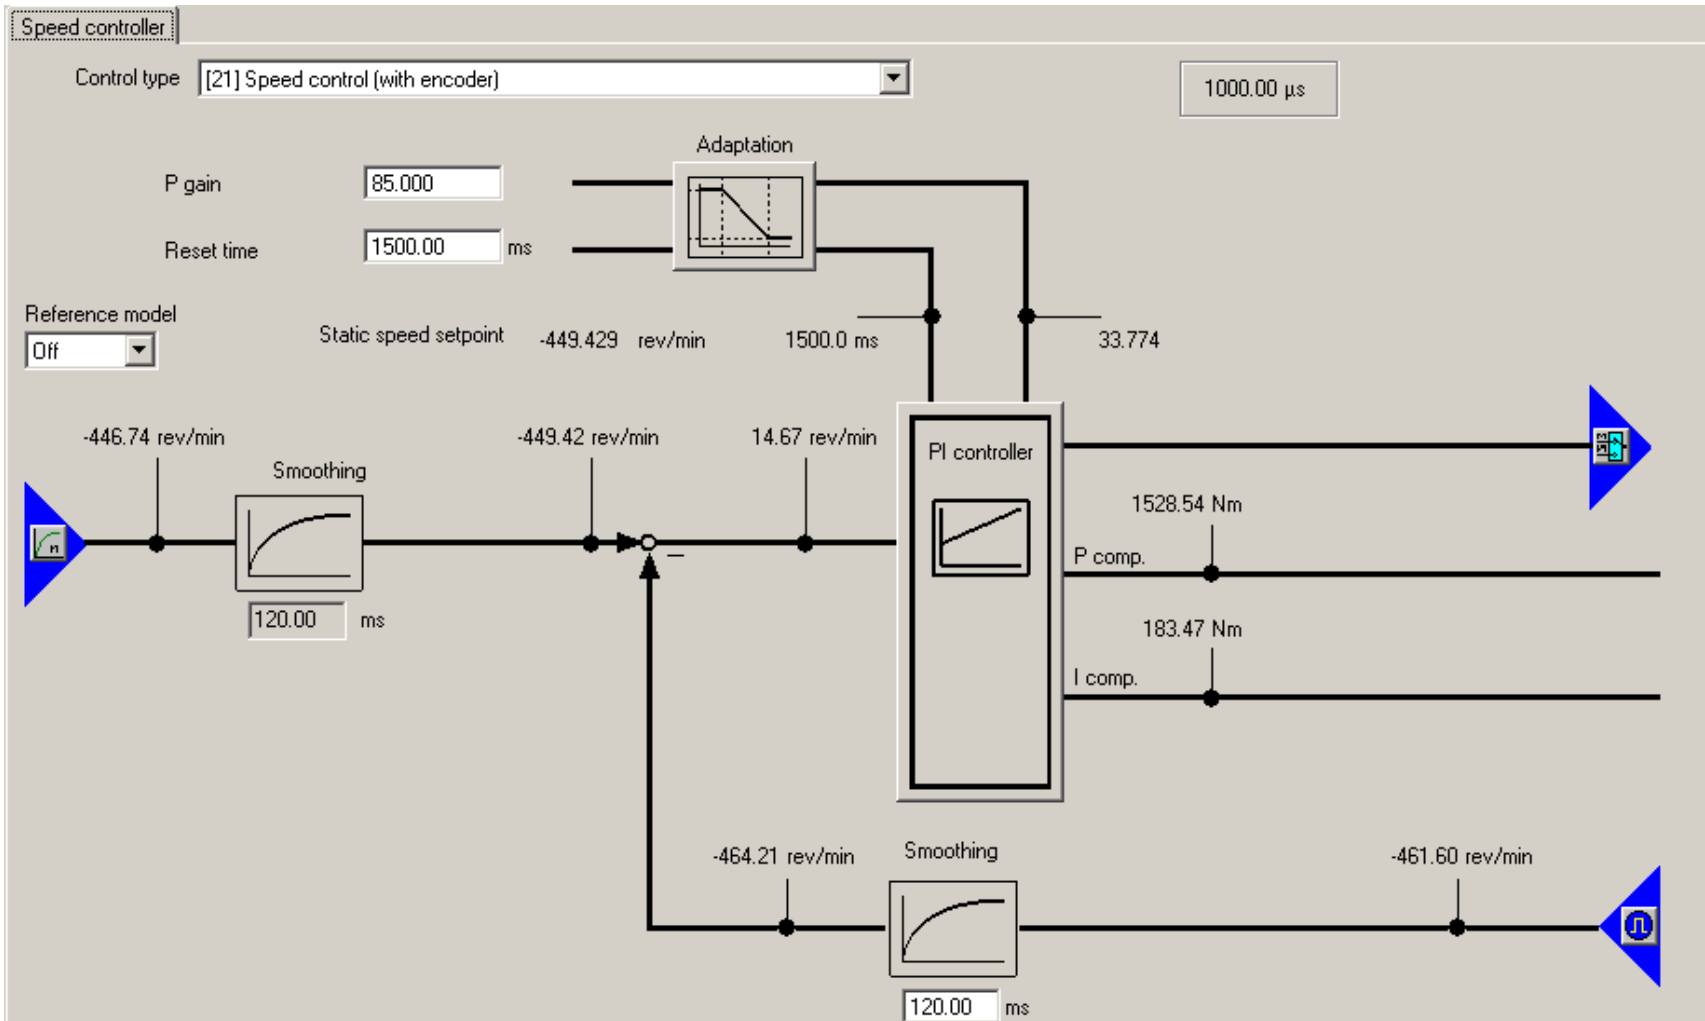 Speed controller
Control type [21] Speed control (with encoder)
1000.00 µs
Adaptation
P gain 85.000
Reset time 1500.00 ms
Reference model
Off
Static speed setpoint -449.429 rev/min 1500.0 ms 33.774
-446.74 rev/min -449.42 rev/min 14.67 rev/min
Smoothing
PI controller
1528.54 Nm
P comp.
120.00 ms
183.47 Nm
I comp.
-464.21 rev/min Smoothing -461.60 rev/min
120.00 ms